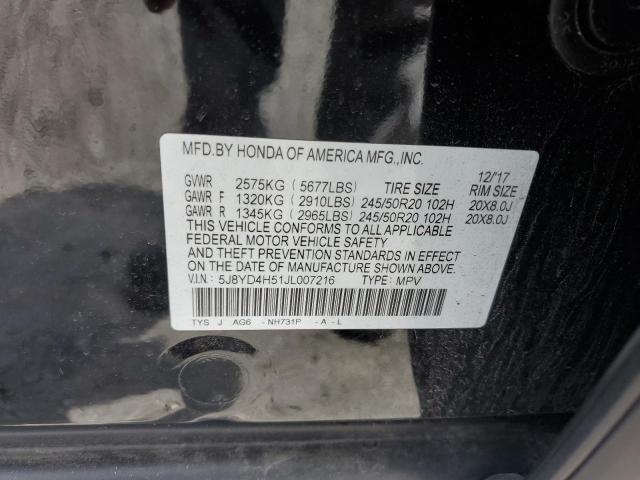 MFD.BY HONDA OF AMERICA MFG.,INC.
12/'17
GVWR 2575KG (5677LBS) TIRE SIZE RIM SIZE
GAWR F 1320KG (2910LBS) 245/50R20 102H 20X8.0J
GAWR R 1345KG (2965LBS) 245/50R20 102H 20X8.0J
THIS VEHICLE CONFORMS TO ALL APPLICABLE
FEDERAL MOTOR VEHICLE SAFETY
AND THEFT PREVENTION STANDARDS IN EFFECT
ON THE DATE OF MANUFACTURE SHOWN ABOVE.
V.I.N.: 5J8YD4H51JL007216 TYPE: MPV
TYS J AG6 - NH731P - A - L